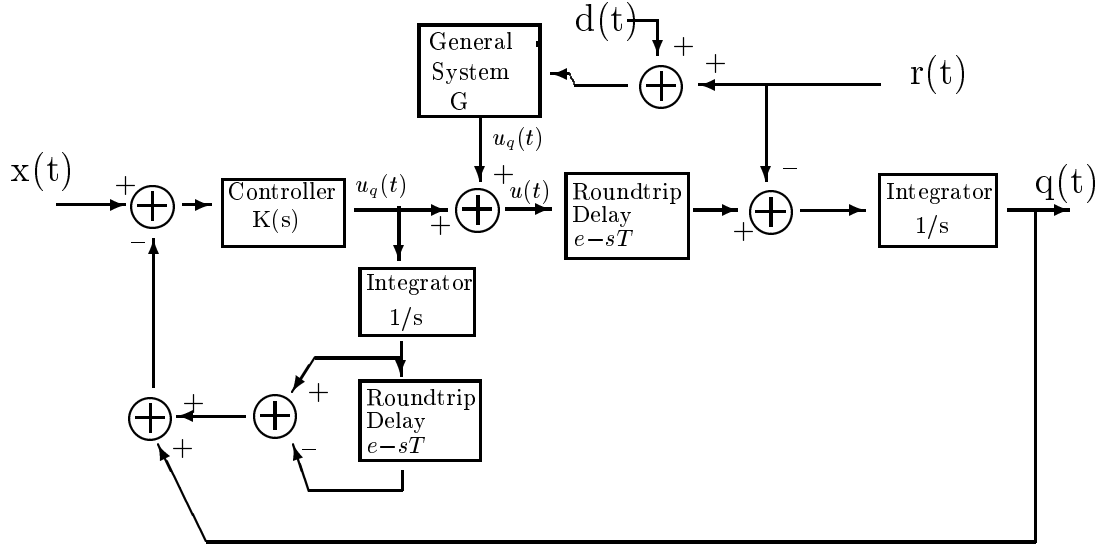 d(t)
General
System
G
+
+
r(t)
u_q(t)
x(t)
+
Controller
K(s)
u_q(t)
+
u(t)
+
Roundtrip
Delay
e−sT
−
+
Integrator
1/s
q(t)
−
Integrator
1/s
+
Roundtrip
Delay
e−sT
+
+
−